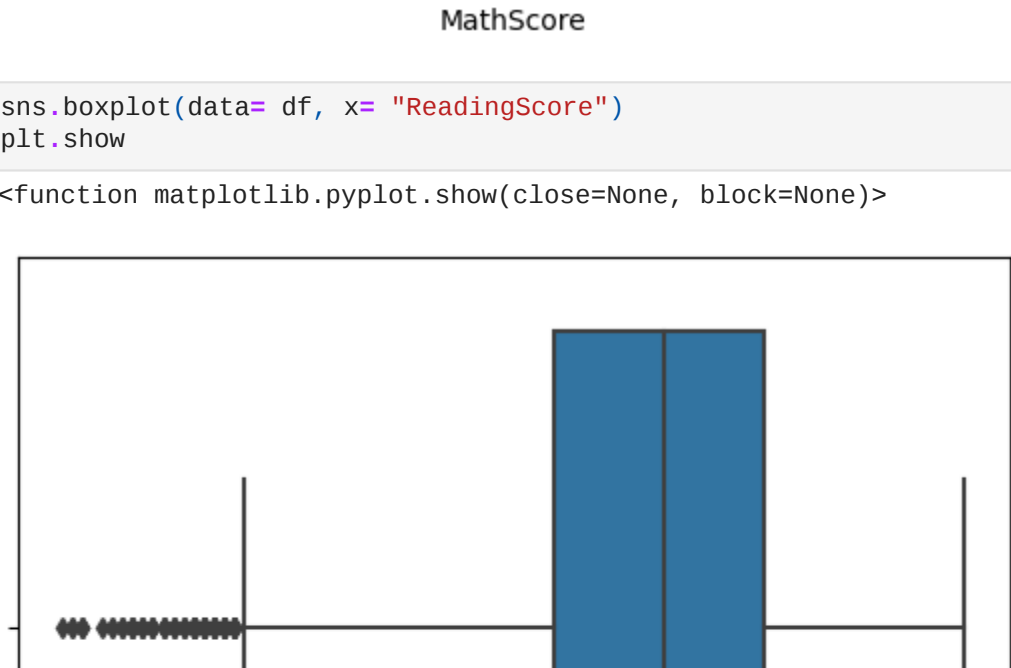 MathScore
sns.boxplot(data= df, x= "ReadingScore")
plt.show
<function matplotlib.pyplot.show(close=None, block=None)>